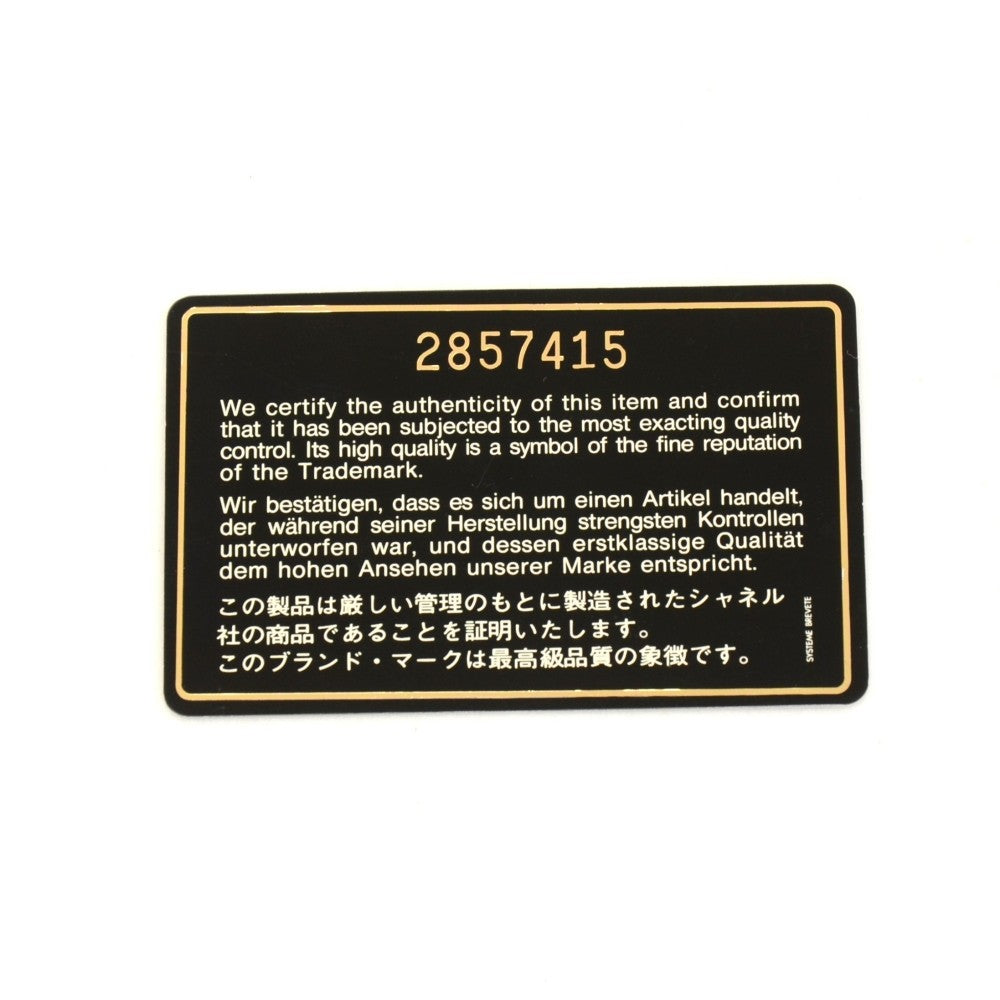 2857415
We certify the authenticity of this item and confirm
that it has been subjected to the most exacting quality
control. Its high quality is a symbol of the fine reputation
of the Trademark.
Wir bestätigen, dass es sich um einen Artikel handelt,
der während seiner Herstellung strengsten Kontrollen
unterworfen war, und dessen erstklassige Qualität
dem hohen Ansehen unserer Marke entspricht.
この製品は厳しい管理のもとに製造されたシャネル
社の商品であることを証明いたします。
このブランド・マークは最高級品質の象徴です。
SYSTEME BREVETE